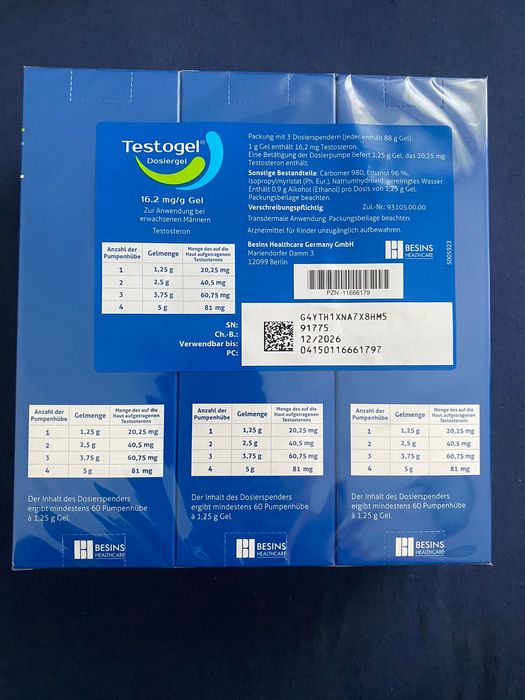 Testogel®
Dosiergel
16,2 mg/g Gel
Zur Anwendung bei
erwachsenen Männern
Testosteron
Packung mit 3 Dosierspendern (jeder enthält 88 g Gel).
1 g Gel enthält 16,2 mg Testosteron.
Eine Betätigung der Dosierpumpe liefert 1,25 g Gel, das 20,25 mg
Testosteron enthält.
Sonstige Bestandteile: Carbomer 980, Ethanol 96 %,
Isopropylmyristat (Ph. Eur.), Natriumhydroxid, gereinigtes Wasser.
Enthält 0,9 g Alkohol (Ethanol) pro Dosis von 1,25 g Gel.
Packungsbeilage beachten.
Verschreibungspflichtig. Zul.-Nr.: 93105.00.00
Transdermale Anwendung. Packungsbeilage beachten.
Arzneimittel für Kinder unzugänglich aufbewahren.
Besins Healthcare Germany GmbH
Mariendorfer Damm 3
12099 Berlin
BESINS
HEALTHCARE
5005923
Anzahl der Pumpenhübe Gelmenge Menge des auf die Haut aufgetragenen Testosterons
1 1,25 g 20,25 mg
2 2,5 g 40,5 mg
3 3,75 g 60,75 mg
4 5 g 81 mg
PZN -11666179
SN: G4YTH1XNA7X8HM5
Ch.-B.: 91775
Verwendbar bis: 12/2026
PC: 04150116661797
Anzahl der Pumpenhübe Gelmenge Menge des auf die Haut aufgetragenen Testosterons
1 1,25 g 20,25 mg
2 2,5 g 40,5 mg
3 3,75 g 60,75 mg
4 5 g 81 mg
Der Inhalt des Dosierspenders
ergibt mindestens 60 Pumpenhübe
à 1,25 g Gel.
BESINS
HEALTHCARE
Anzahl der Pumpenhübe Gelmenge Menge des auf die Haut aufgetragenen Testosterons
1 1,25 g 20,25 mg
2 2,5 g 40,5 mg
3 3,75 g 60,75 mg
4 5 g 81 mg
Der Inhalt des Dosierspenders
ergibt mindestens 60 Pumpenhübe
à 1,25 g Gel.
BESINS
HEALTHCARE
Anzahl der Pumpenhübe Gelmenge Menge des auf die Haut aufgetragenen Testosterons
1 1,25 g 20,25 mg
2 2,5 g 40,5 mg
3 3,75 g 60,75 mg
4 5 g 81 mg
Der Inhalt des Dosierspenders
ergibt mindestens 60 Pumpenhübe
à 1,25 g Gel.
BESINS
HEALTHCARE